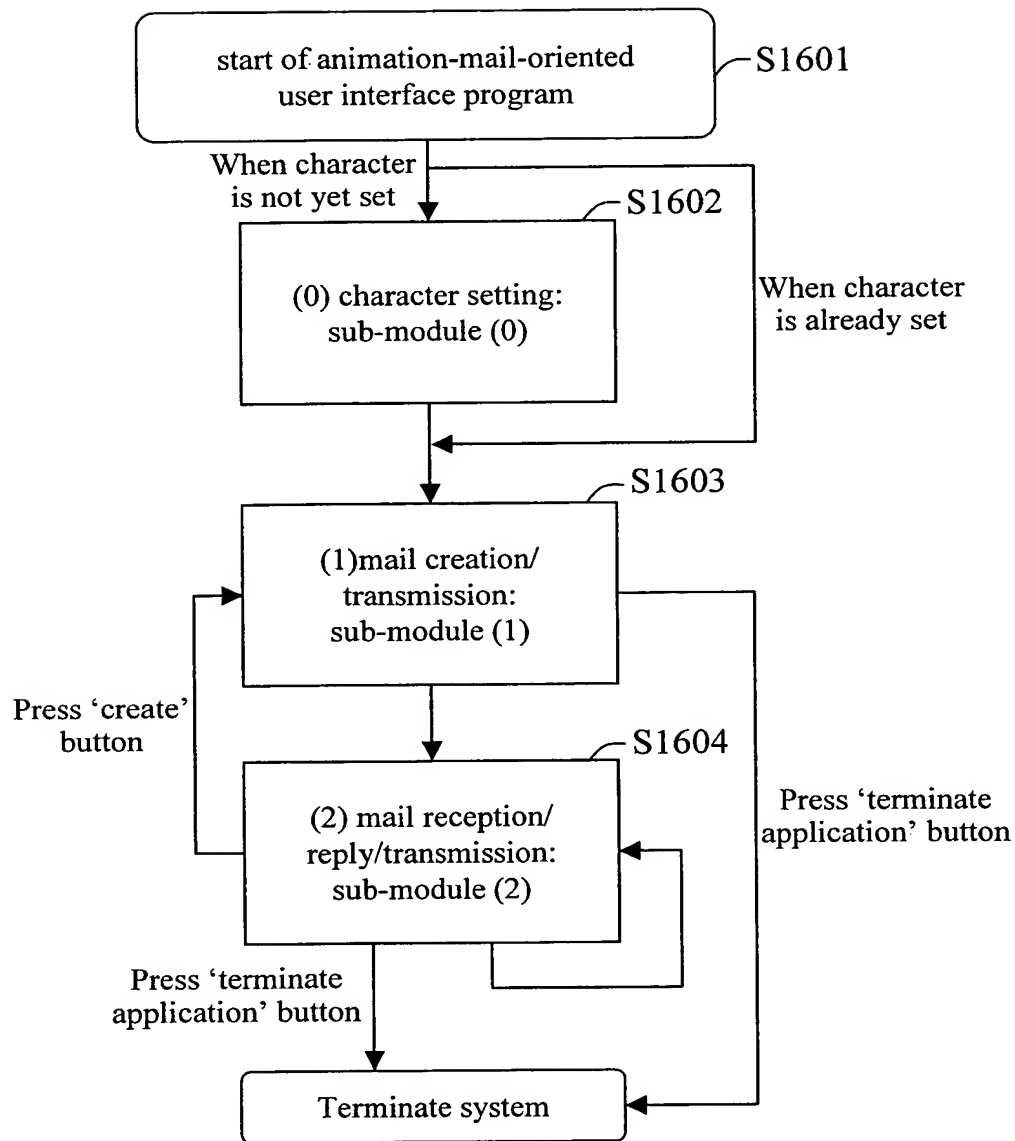 start of animation-mail-oriented
user interface program
S1601
When character
is not yet set
S1602
(0) character setting:
sub-module (0)
When character
is already set
S1603
(1)mail creation/
transmission:
sub-module (1)
Press ‘create’
button
S1604
(2) mail reception/
reply/transmission:
sub-module (2)
Press ‘terminate
application’ button
Press ‘terminate
application’ button
Terminate system